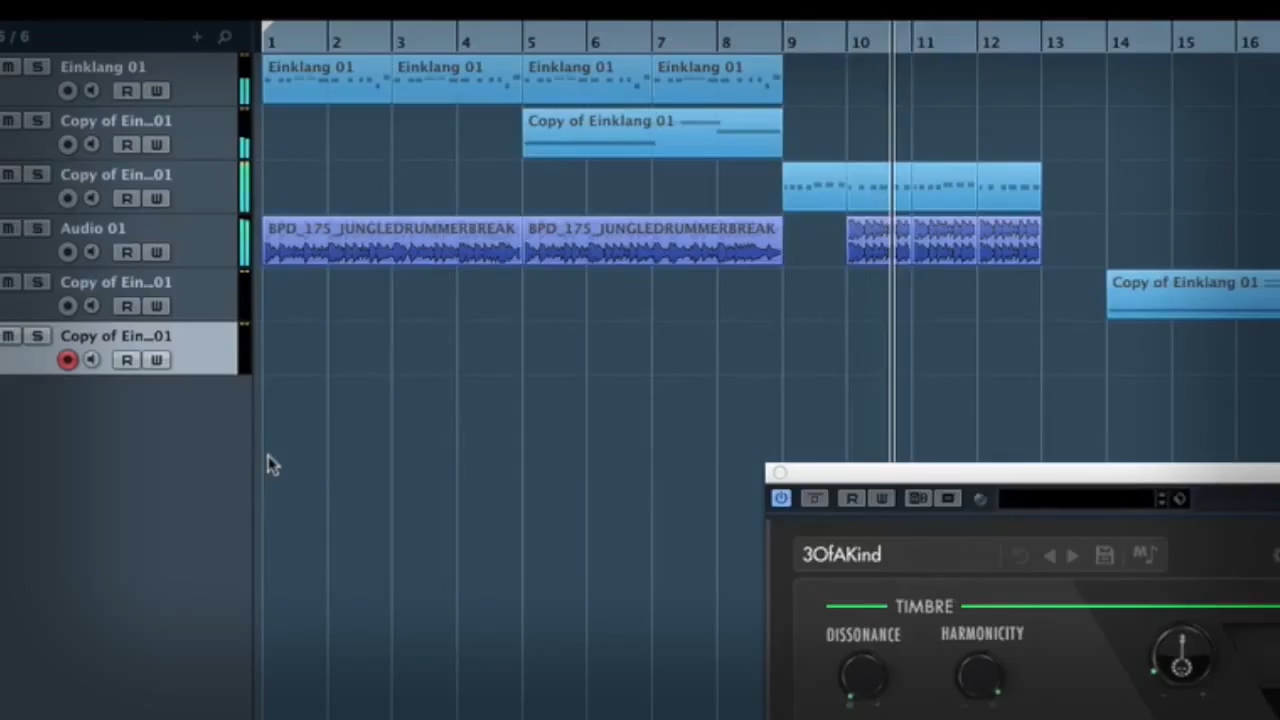 6 / 6 +
1 2 3 4 5 6 7 8 9 10 11 12 13 14 15 16
m S Einklang 01
R W
Einklang 01 Einklang 01 Einklang 01 Einklang 01
m S Copy of Ein...01
R W
Copy of Einklang 01
m S Copy of Ein...01
R W
m S Audio 01
R W
BPD_175_JUNGLEDRUMMERBREAK BPD_175_JUNGLEDRUMMERBREAK
m S Copy of Ein...01
R W
Copy of Einklang 01
m S Copy of Ein...01
R W
R W
3OfAKind
TIMBRE
DISSONANCE HARMONICITY